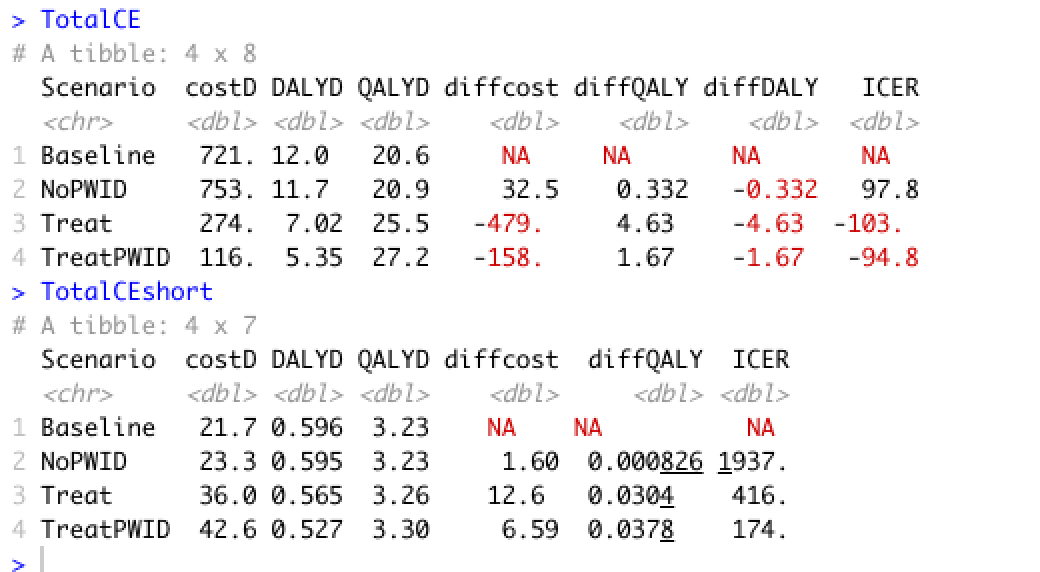 > TotalCE
# A tibble: 4 x 8
  Scenario  costD DALYD QALYD diffcost diffQALY diffDALY   ICER
  <chr>     <dbl> <dbl> <dbl>    <dbl>    <dbl>    <dbl>  <dbl>
1 Baseline   721. 12.0   20.6     NA     NA       NA       NA
2 NoPWID     753. 11.7   20.9     32.5    0.332   -0.332   97.8
3 Treat      274.  7.02  25.5   -479.     4.63    -4.63  -103.
4 TreatPWID  116.  5.35  27.2   -158.     1.67    -1.67   -94.8
> TotalCEshort
# A tibble: 4 x 7
  Scenario  costD DALYD QALYD diffcost  diffQALY  ICER
  <chr>     <dbl> <dbl> <dbl>    <dbl>     <dbl> <dbl>
1 Baseline   21.7 0.596  3.23    NA    NA          NA
2 NoPWID     23.3 0.595  3.23     1.60  0.000826 1937.
3 Treat      36.0 0.565  3.26    12.6   0.0304    416.
4 TreatPWID  42.6 0.527  3.30     6.59  0.0378    174.
>